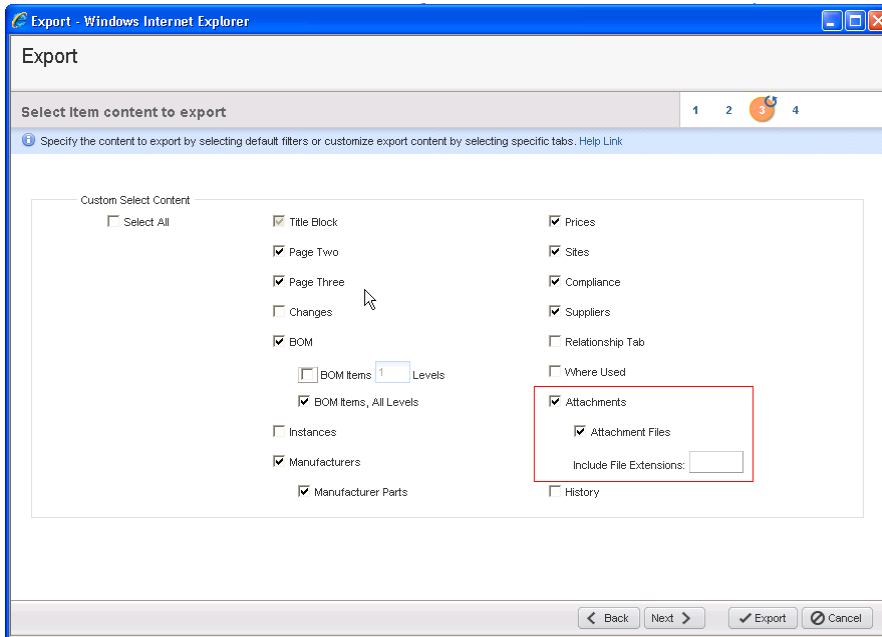 Export - Windows Internet Explorer
Export
Select Item content to export
1 2 3 4
Specify the content to export by selecting default filters or customize export content by selecting specific tabs. Help Link
Custom Select Content
Select All
Title Block
Page Two
Page Three
Changes
BOM
BOM Items 1 Levels
BOM Items, All Levels
Instances
Manufacturers
Manufacturer Parts
Prices
Sites
Compliance
Suppliers
Relationship Tab
Where Used
Attachments
Attachment Files
Include File Extensions:
History
Back Next Export Cancel